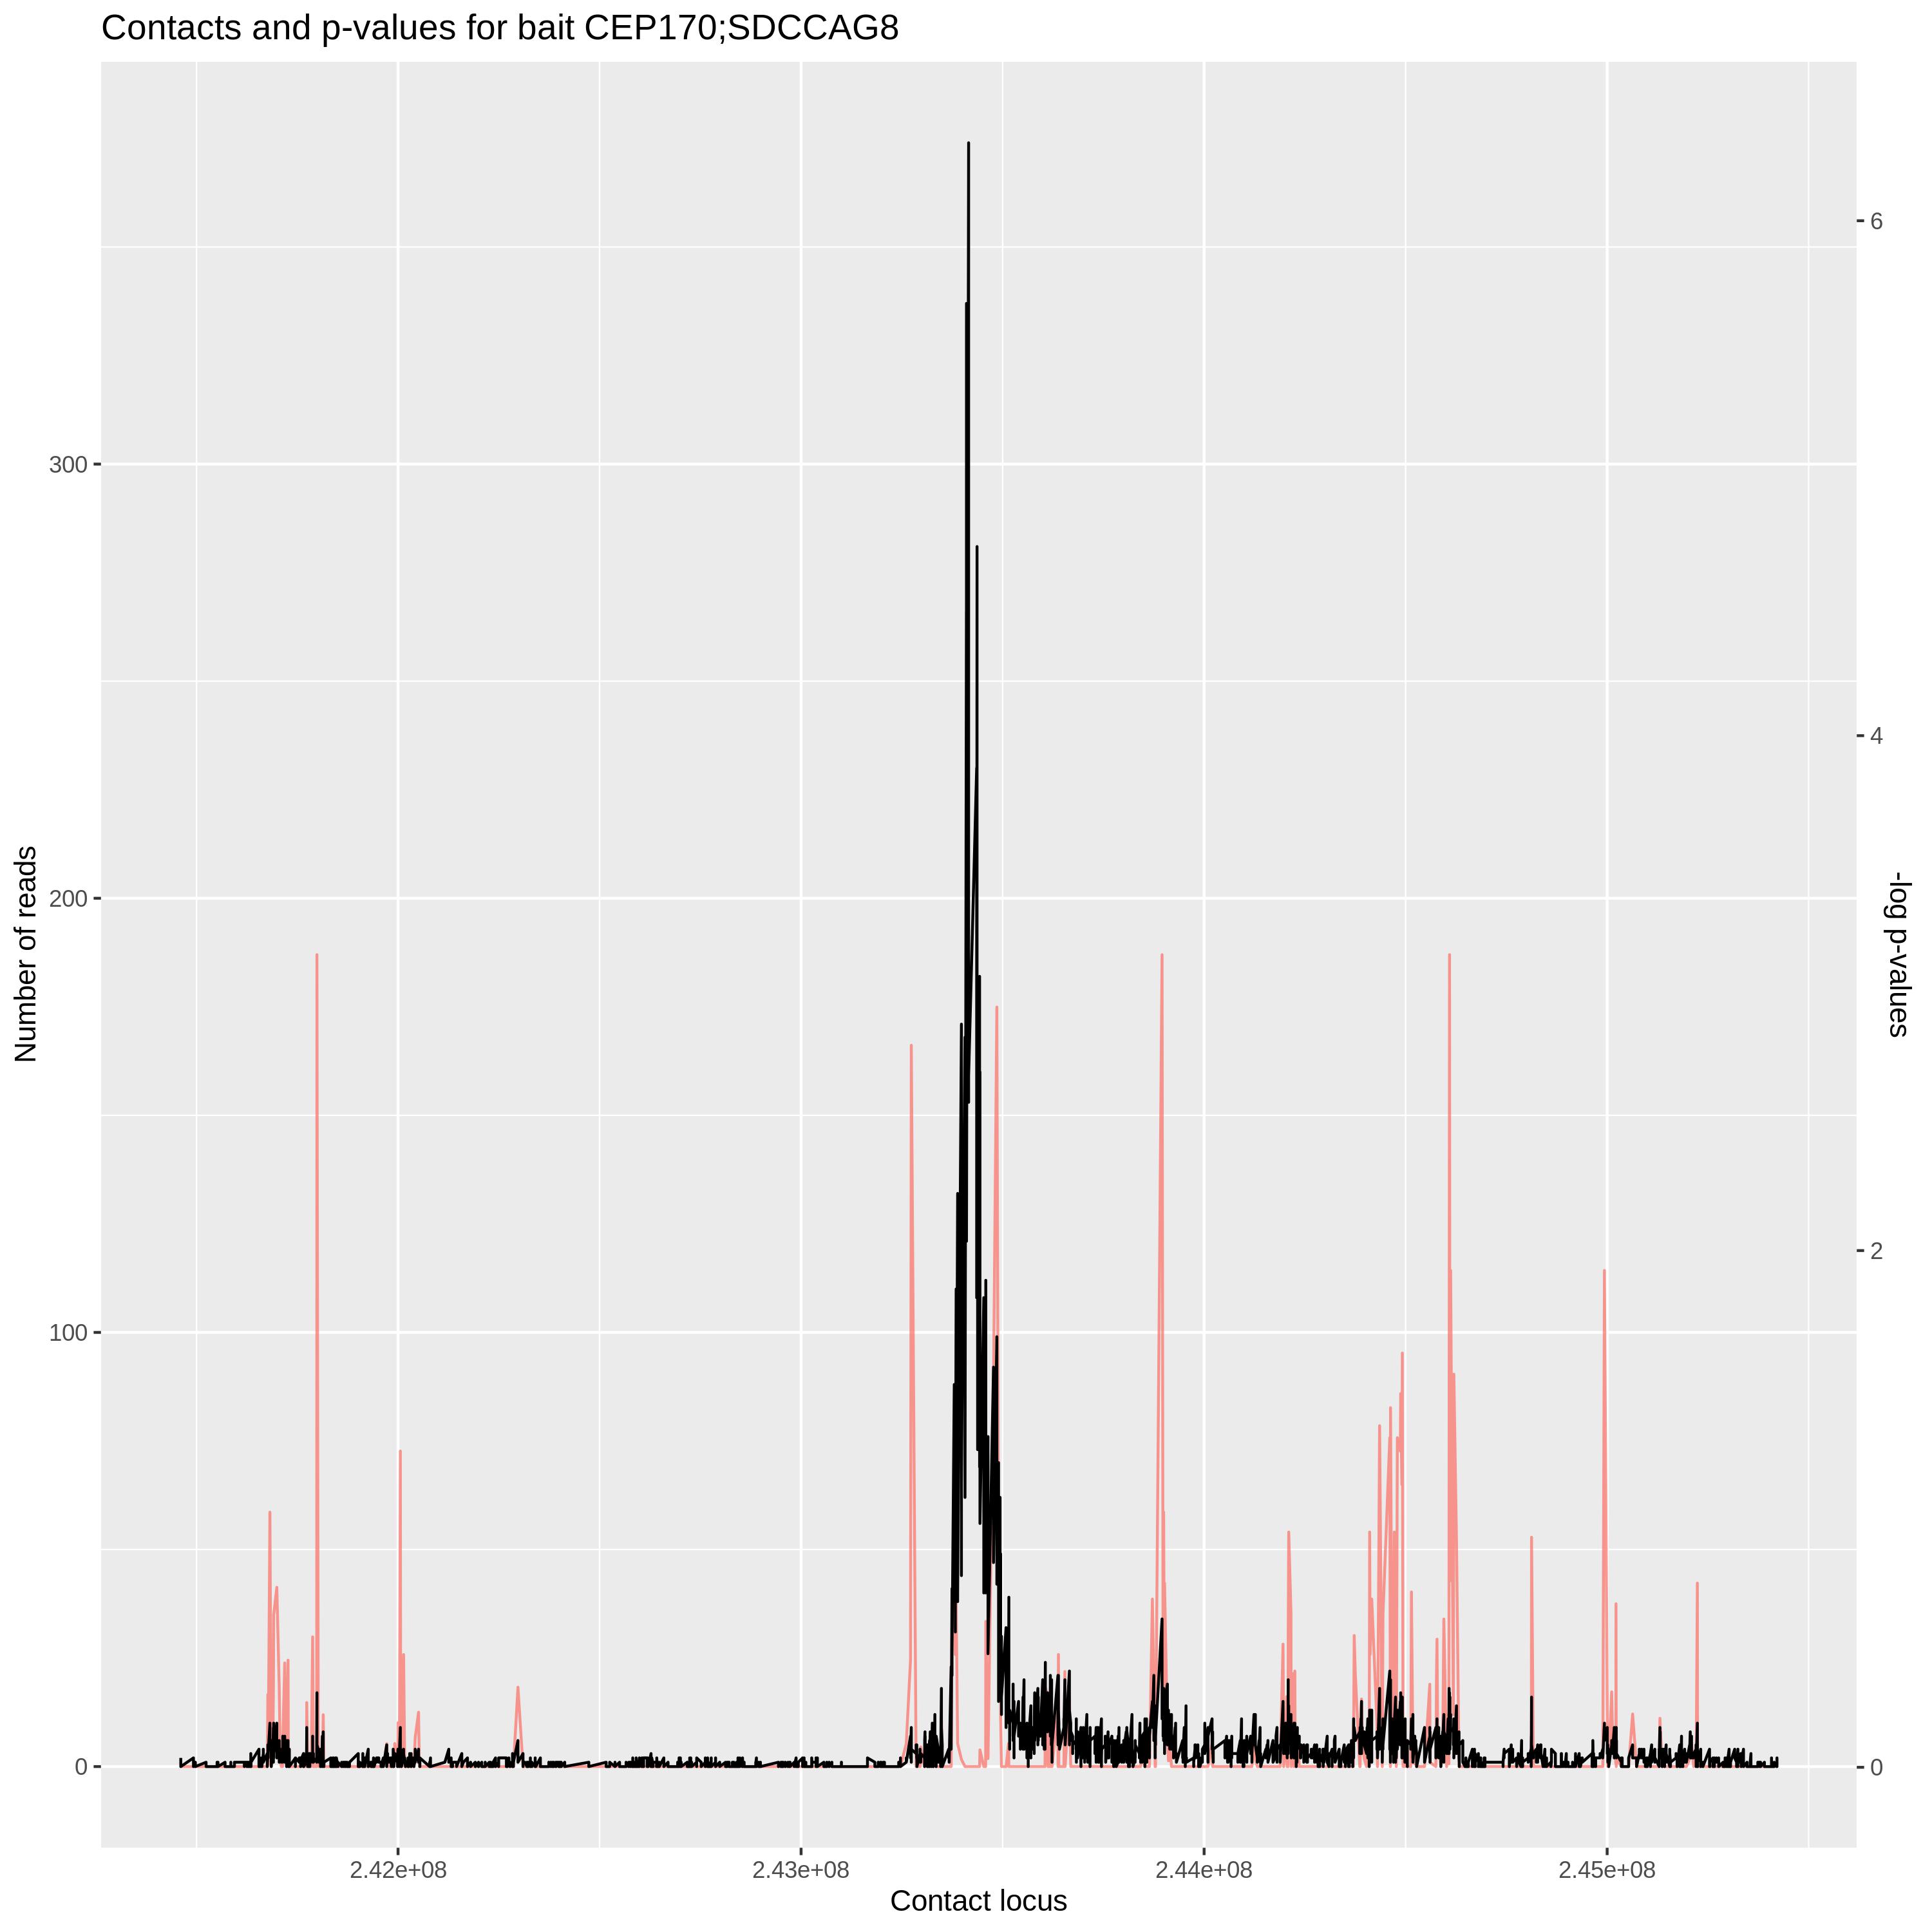 Contacts and p-values for bait CEP170;SDCCAG8
Number of reads
300
200
100
0
6
4
2
0
-log p-values
2.42e+08
2.43e+08
2.44e+08
2.45e+08
Contact locus